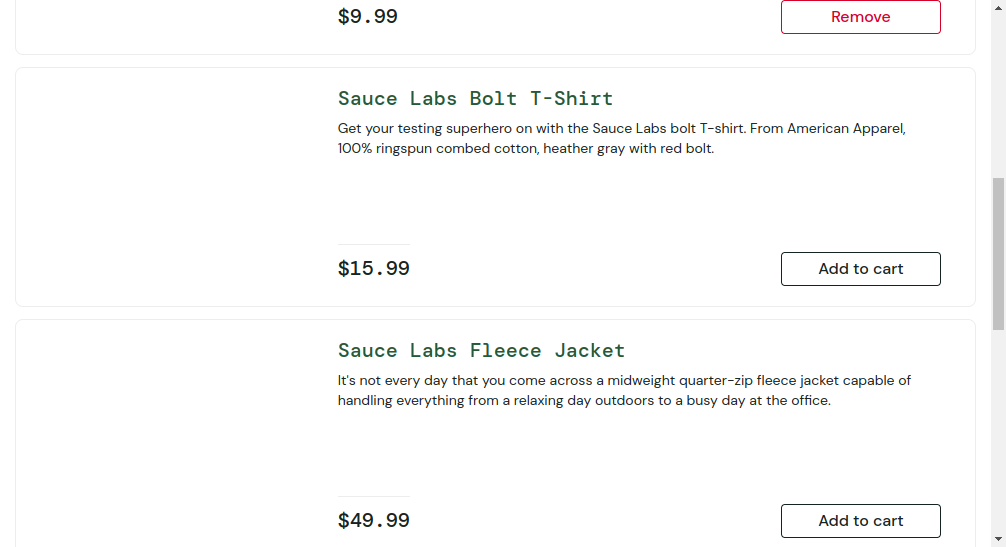 $9.99
Remove
Sauce Labs Bolt T-Shirt
Get your testing superhero on with the Sauce Labs bolt T-shirt. From American Apparel,
100% ringspun combed cotton, heather gray with red bolt.
$15.99
Add to cart
Sauce Labs Fleece Jacket
It's not every day that you come across a midweight quarter-zip fleece jacket capable of
handling everything from a relaxing day outdoors to a busy day at the office.
$49.99
Add to cart